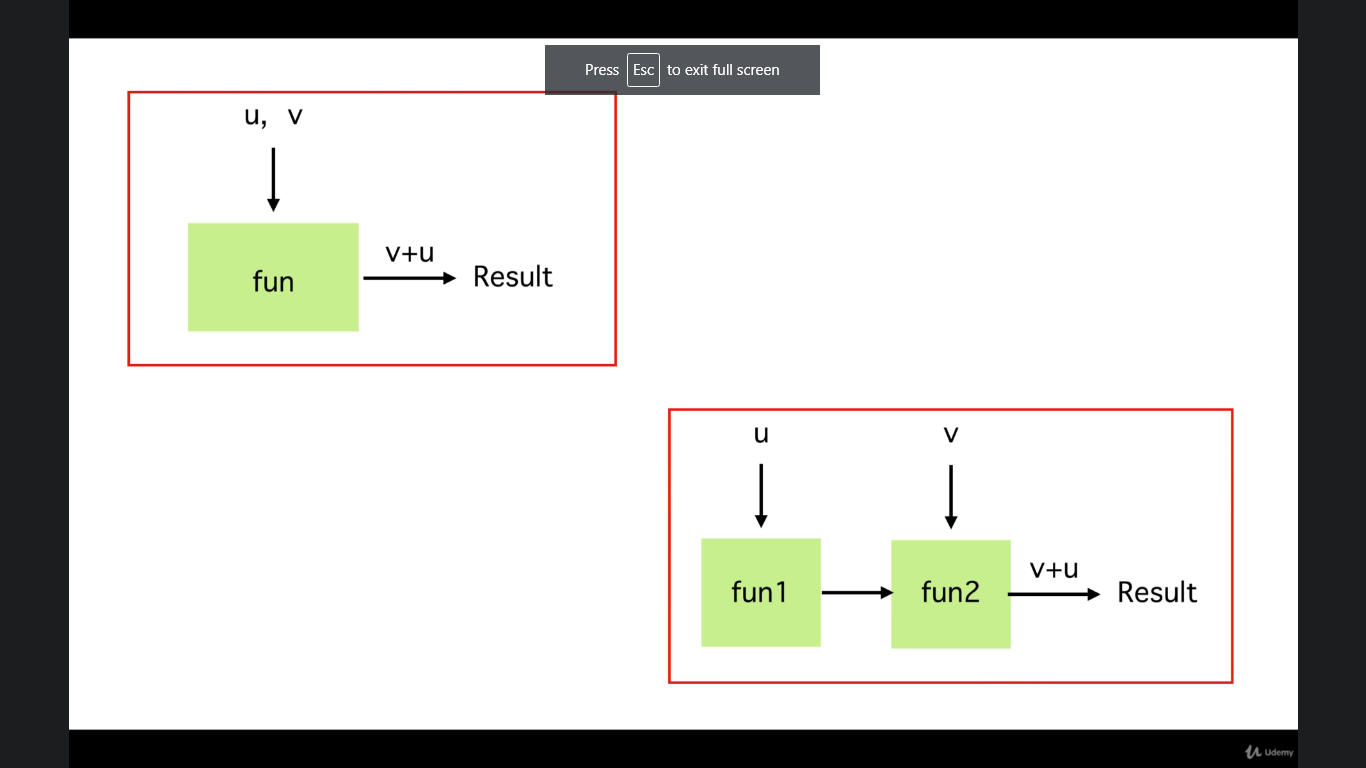 Press Esc to exit full screen
u, v
v+u
fun
Result
u
v
v+u
fun1
fun2
Result
Udemy